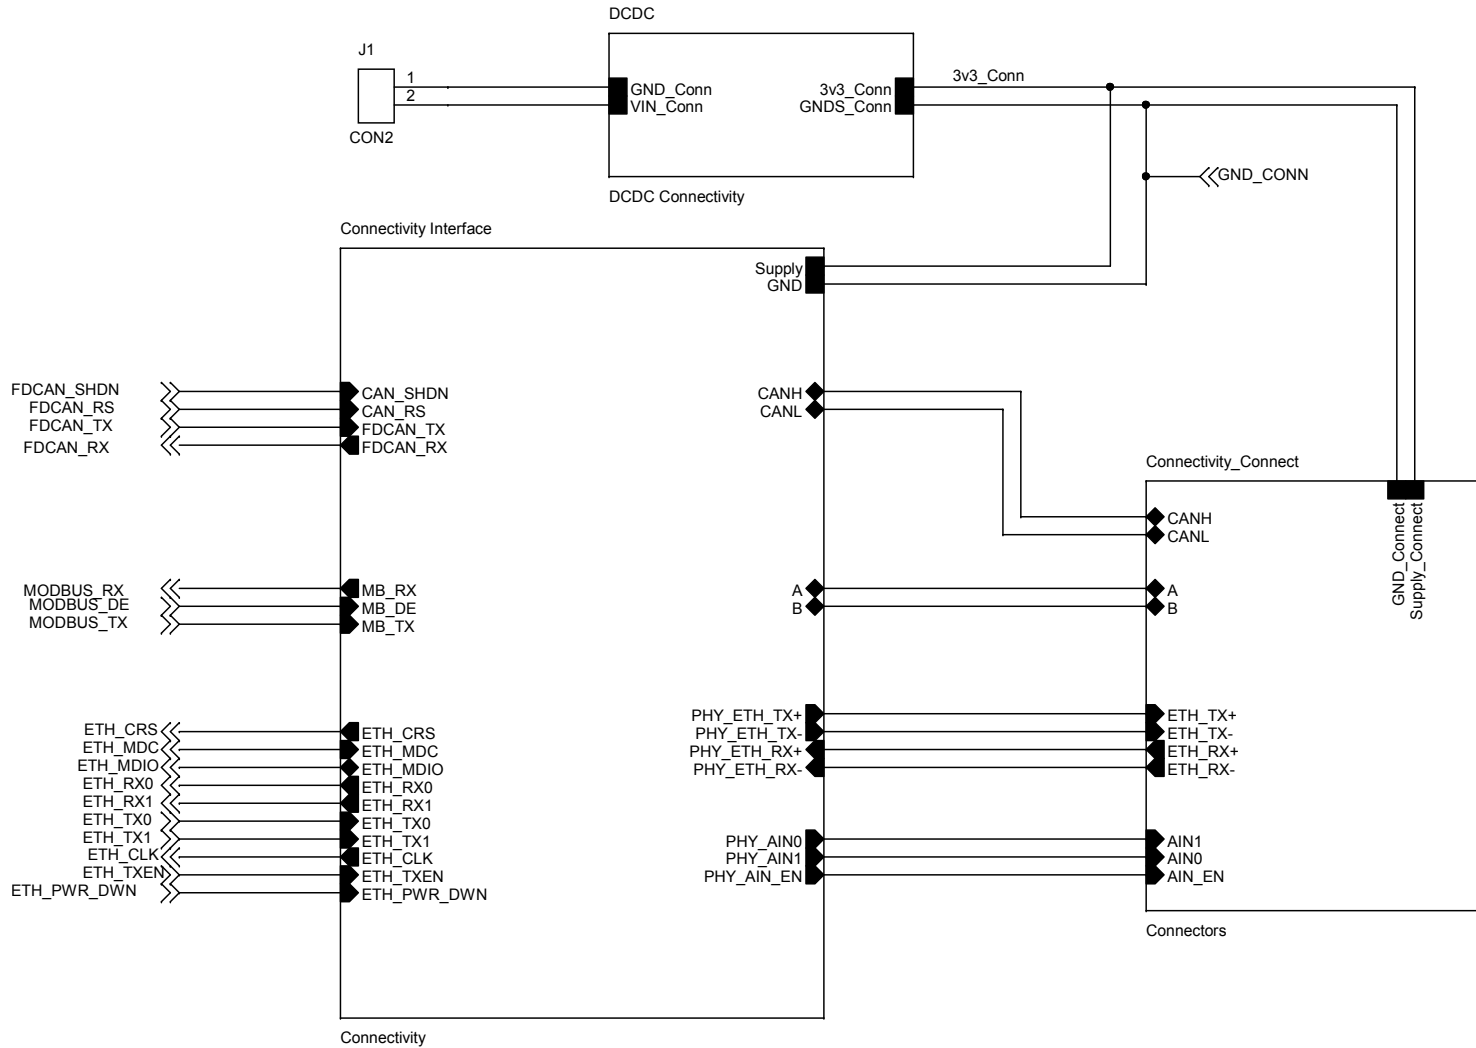 DCDC
J1
1
2
CON2
GND_Conn
VIN_Conn
3v3_Conn
GNDS_Conn
3v3_Conn
DCDC Connectivity
GND_CONN
Connectivity Interface
Supply
GND
FDCAN_SHDN
FDCAN_RS
FDCAN_TX
FDCAN_RX
CAN_SHDN
CAN_RS
FDCAN_TX
FDCAN_RX
CANH
CANL
Connectivity_Connect
GND_Connect
Supply_Connect
CANH
CANL
MODBUS_RX
MODBUS_DE
MODBUS_TX
MB_RX
MB_DE
MB_TX
A
B
A
B
ETH_CRS
ETH_MDC
ETH_MDIO
ETH_RX0
ETH_RX1
ETH_TX0
ETH_TX1
ETH_CLK
ETH_TXEN
ETH_PWR_DWN
ETH_CRS
ETH_MDC
ETH_MDIO
ETH_RX0
ETH_RX1
ETH_TX0
ETH_TX1
ETH_CLK
ETH_TXEN
ETH_PWR_DWN
PHY_ETH_TX+
PHY_ETH_TX-
PHY_ETH_RX+
PHY_ETH_RX-
ETH_TX+
ETH_TX-
ETH_RX+
ETH_RX-
PHY_AIN0
PHY_AIN1
PHY_AIN_EN
AIN1
AIN0
AIN_EN
Connectors
Connectivity